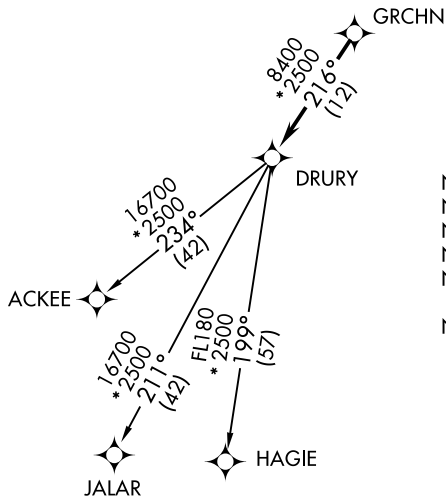 GRCHN
8400
*2500
216°
(12)
DRURY
16700
*2500
234°
(42)
ACKEE
16700
*2500
211°
(42)
JALAR
FL180
*2500
199°
(57)
HAGIE